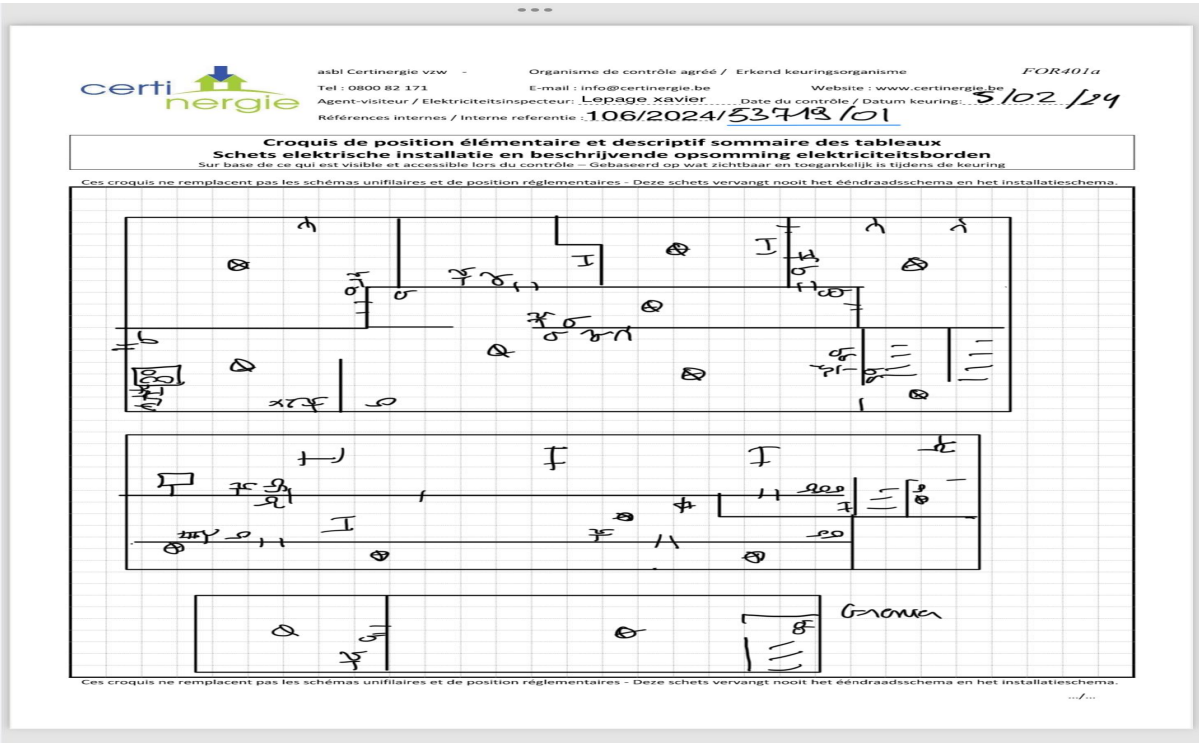 certi
nergie
asbl Certinergie vzw - Organisme de contrôle agréé / Erkend keuringsorganisme FOR401a
Tel : 0800 82 171 E-mail : info@certinergie.be Website : www.certinergie.be
Agent-visiteur / Elektriciteitsinspecteur: Lepage xavier Date du contrôle / Datum keuring: 5/02/24
Références internes / Interne referentie : 106/2024/53719/01
Croquis de position élémentaire et descriptif sommaire des tableaux
Schets elektrische installatie en beschrijvende opsomming elektriciteitsborden
Sur base de ce qui est visible et accessible lors du contrôle – Gebaseerd op wat zichtbaar en toegankelijk is tijdens de keuring
Ces croquis ne remplacent pas les schémas unifilaires et de position réglementaires - Deze schets vervangt nooit het ééndraadsschema en het installatieschema.
Ces croquis ne remplacent pas les schémas unifilaires et de position réglementaires - Deze schets vervangt nooit het ééndraadsschema en het installatieschema.
.../...